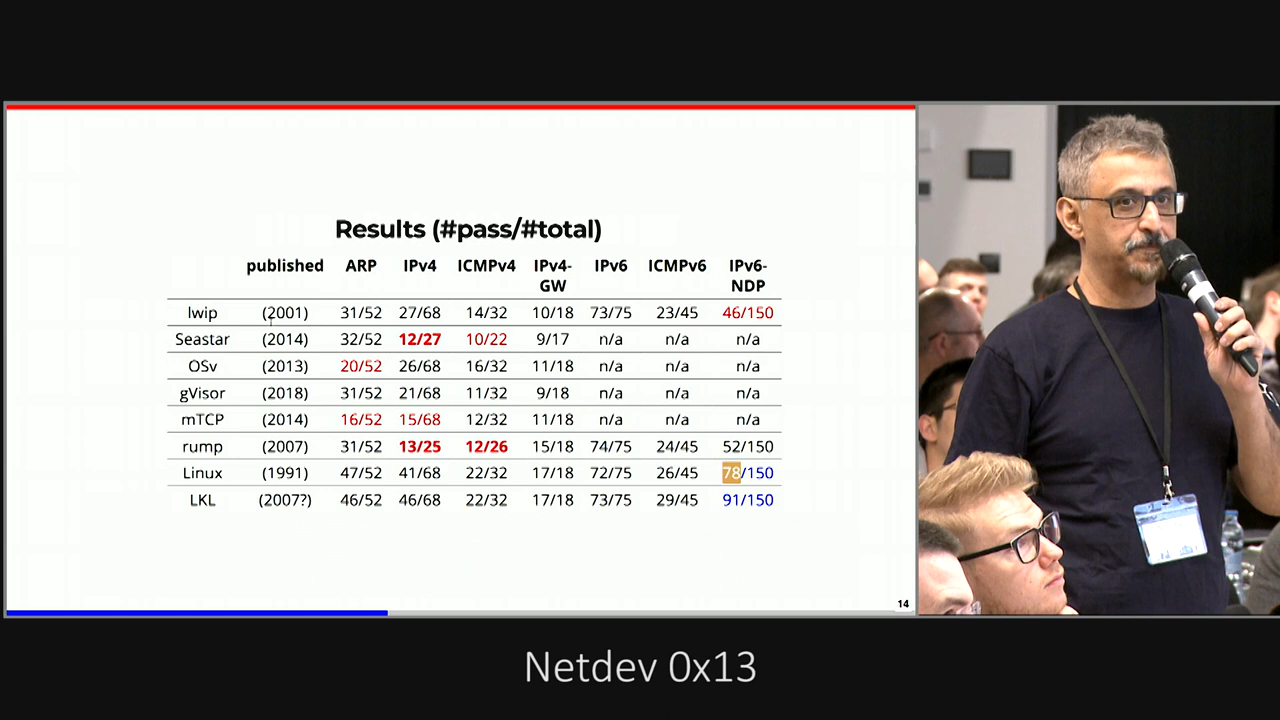 Results (#pass/#total)
published ARP IPv4 ICMPv4 IPv4-GW IPv6 ICMPv6 IPv6-NDP
lwip (2001) 31/52 27/68 14/32 10/18 73/75 23/45 46/150
Seastar (2014) 32/52 12/27 10/22 9/17 n/a n/a n/a
OSv (2013) 20/52 26/68 16/32 11/18 n/a n/a n/a
gVisor (2018) 31/52 21/68 11/32 9/18 n/a n/a n/a
mTCP (2014) 16/52 15/68 12/32 11/18 n/a n/a n/a
rump (2007) 31/52 13/25 12/26 15/18 74/75 24/45 52/150
Linux (1991) 47/52 41/68 22/32 17/18 72/75 26/45 78/150
LKL (2007?) 46/52 46/68 22/32 17/18 73/75 29/45 91/150
14
Netdev 0x13